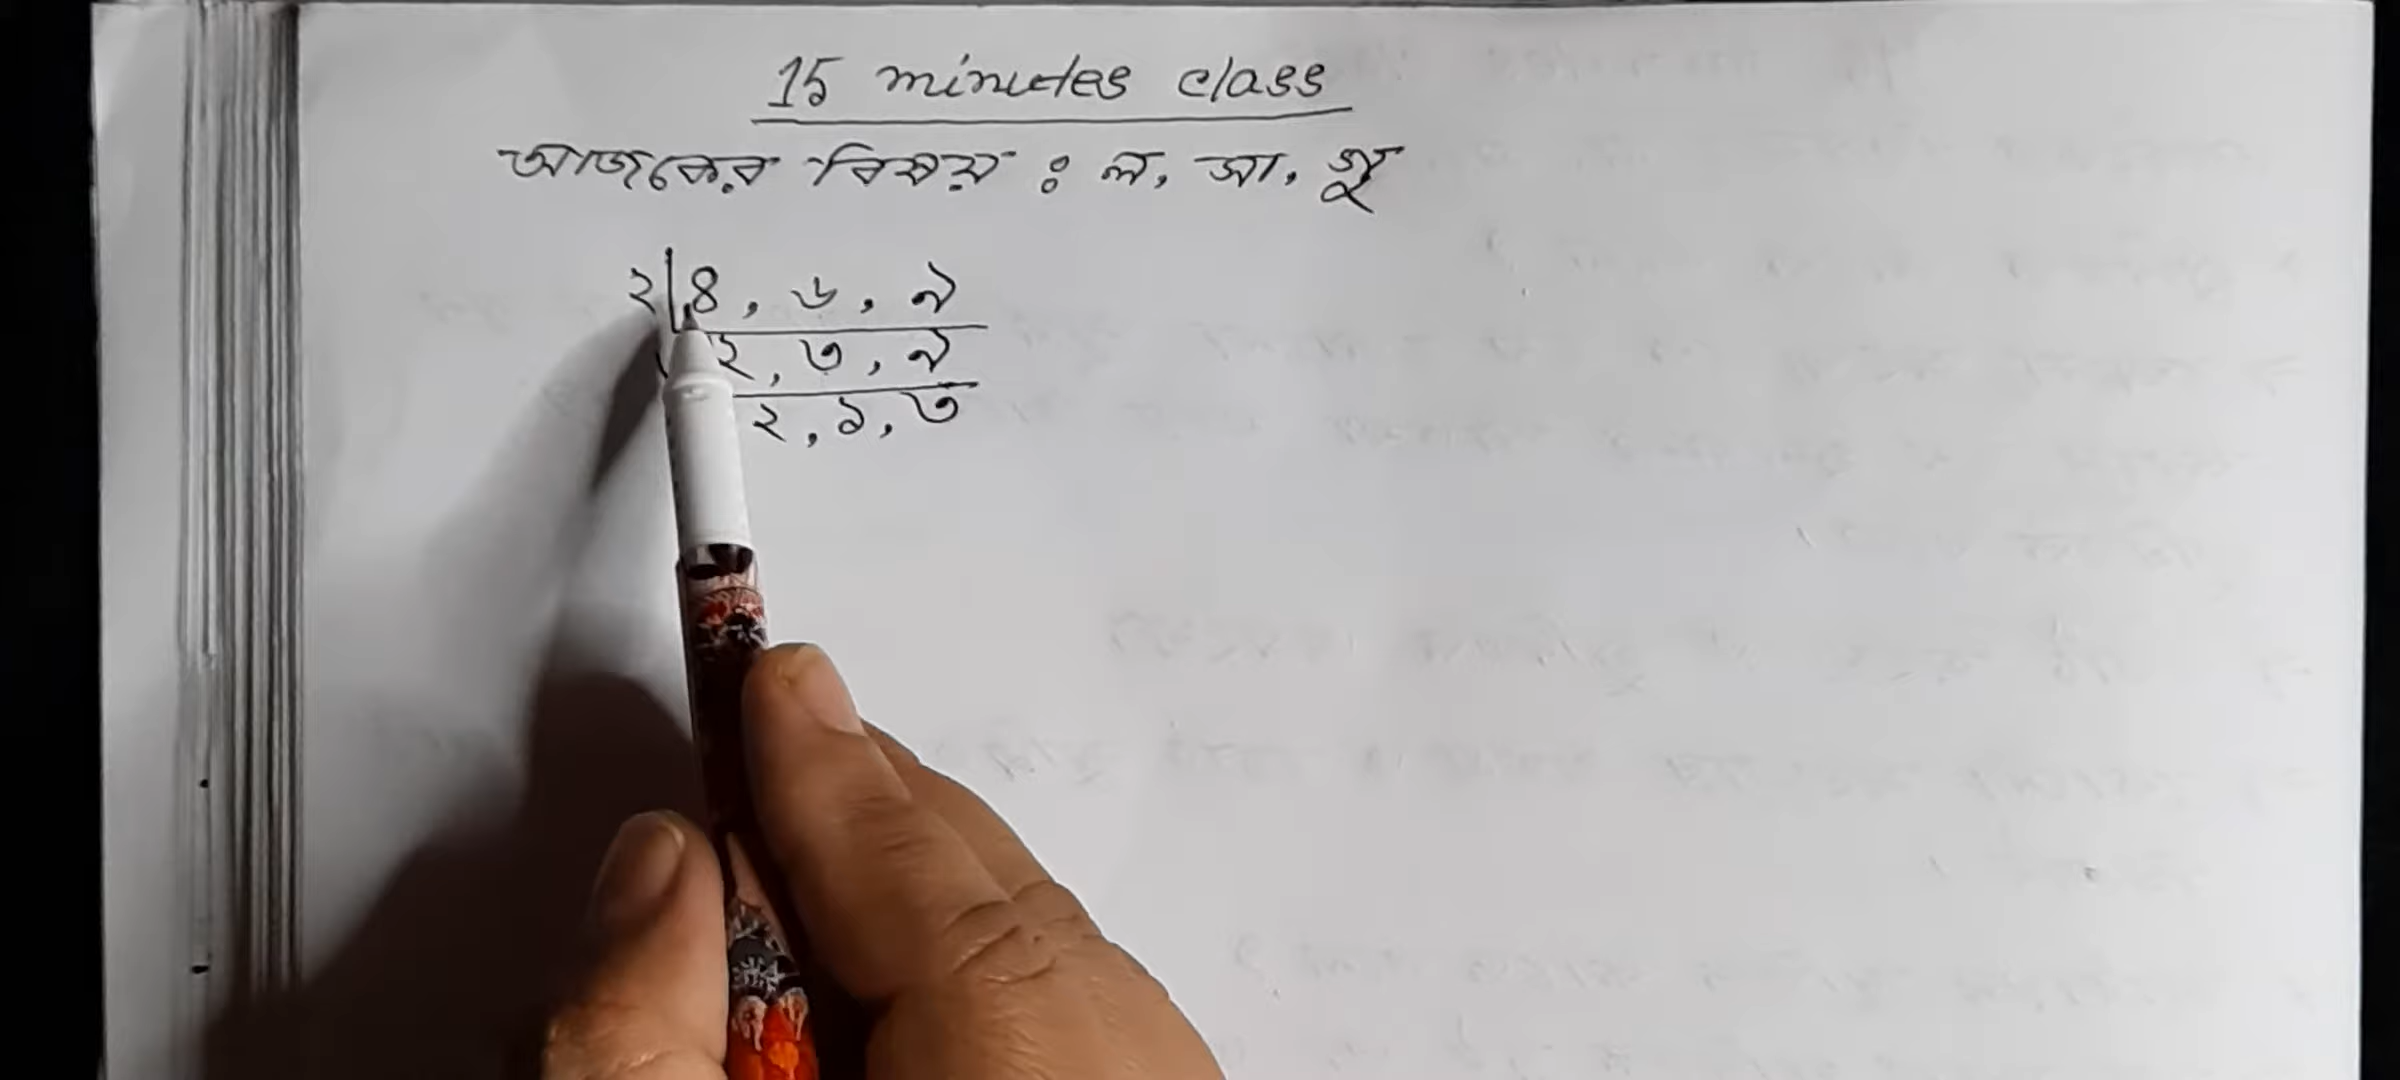 15 minutes class
আজকের বিষয় : ল, সা, গু
২|৪, ৬, ৯
২, ৩, ৯
২, ১, ৩